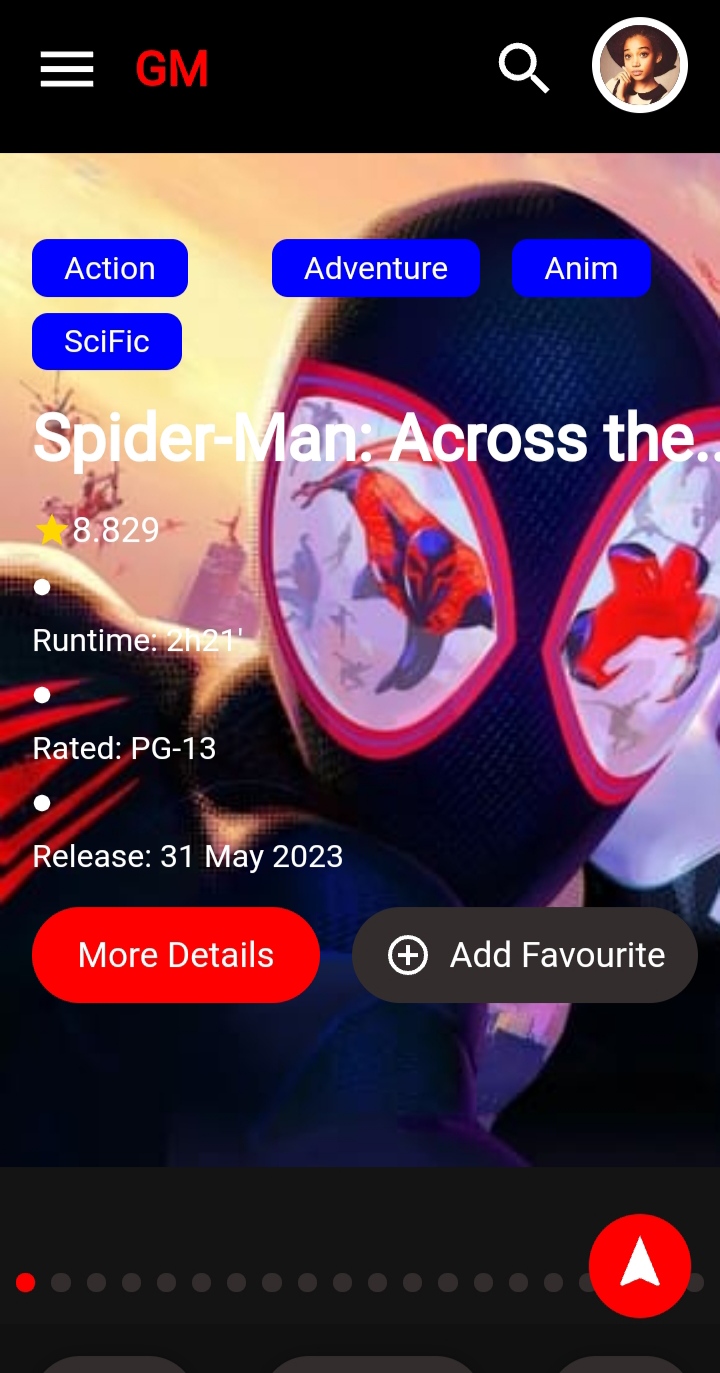 GM
Action Adventure Anim
SciFic
Spider-Man: Across the..
8.829
Runtime: 2h21'
Rated: PG-13
Release: 31 May 2023
More Details Add Favourite